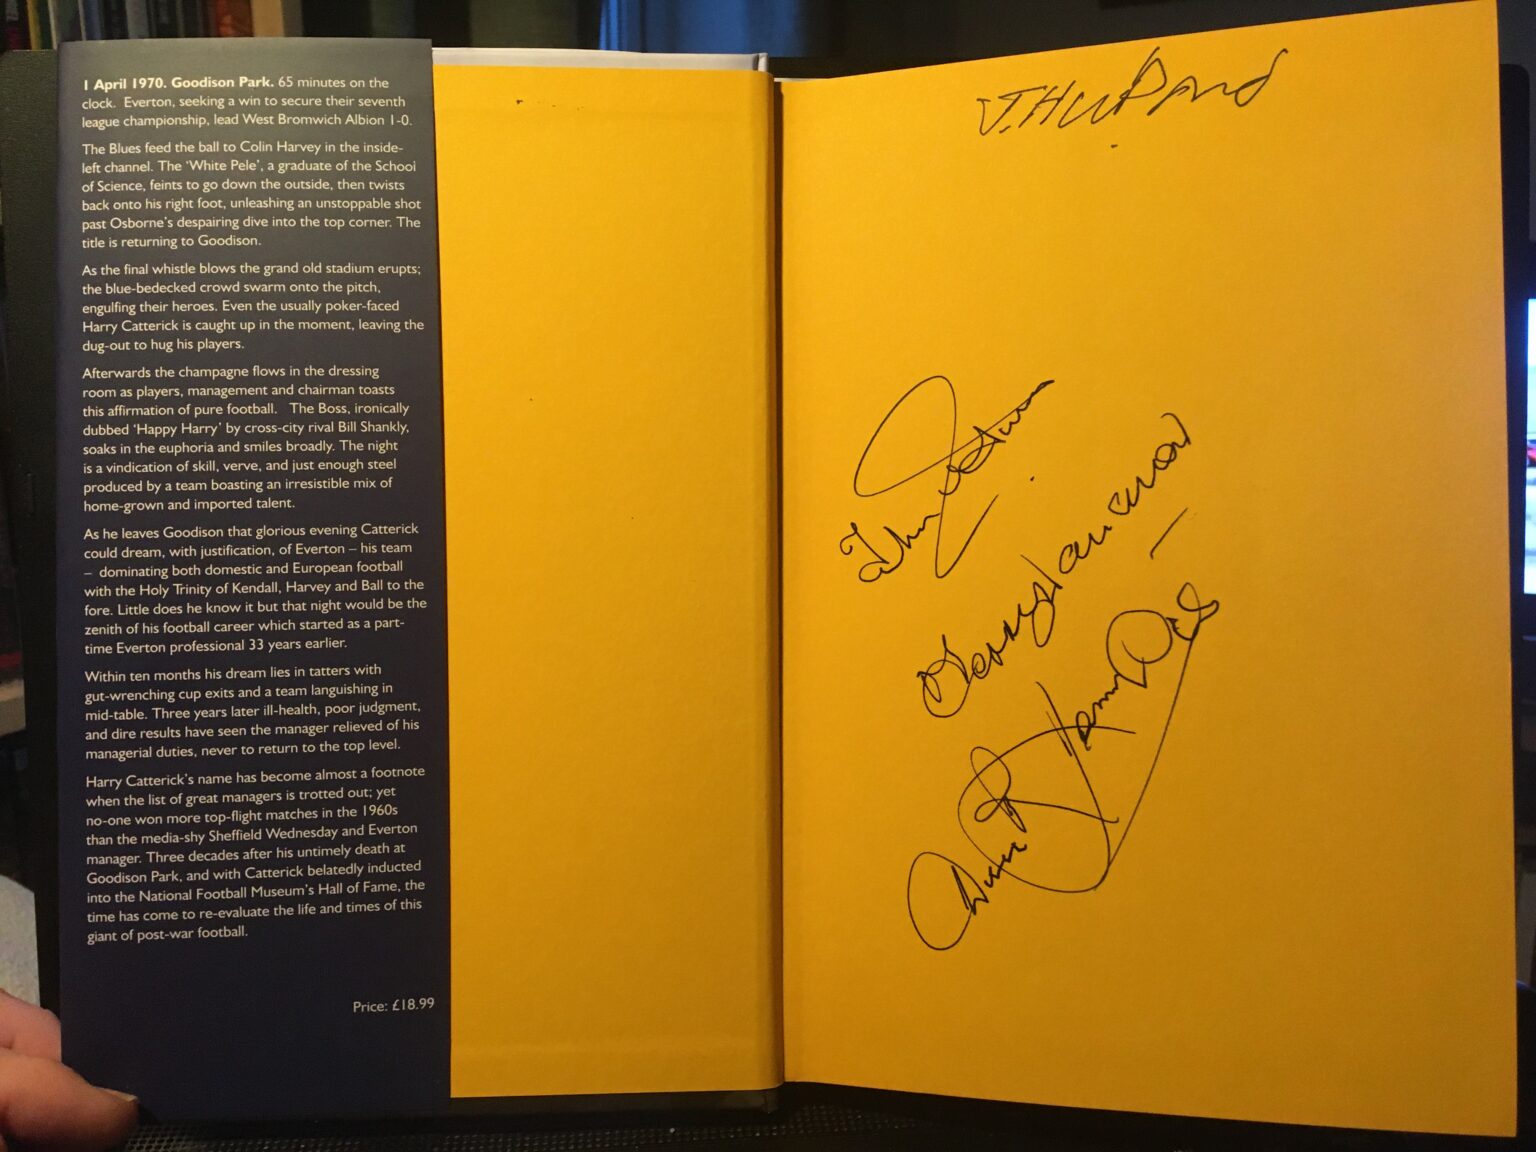 1 April 1970. Goodison Park. 65 minutes on the
clock. Everton, seeking a win to secure their seventh
league championship, lead West Bromwich Albion 1-0.
The Blues feed the ball to Colin Harvey in the inside-
left channel. The 'White Pele', a graduate of the School
of Science, feints to go down the outside, then twists
back onto his right foot, unleashing an unstoppable shot
past Osborne's despairing dive into the top corner. The
title is returning to Goodison.
As the final whistle blows the grand old stadium erupts;
the blue-bedecked crowd swarm onto the pitch,
engulfing their heroes. Even the usually poker-faced
Harry Catterick is caught up in the moment, leaving the
dug-out to hug his players.
Afterwards the champagne flows in the dressing
room as players, management and chairman toasts
this affirmation of pure football. The Boss, ironically
dubbed 'Happy Harry' by cross-city rival Bill Shankly,
soaks in the euphoria and smiles broadly. The night
is a vindication of skill, verve, and just enough steel
produced by a team boasting an irresistible mix of
home-grown and imported talent.
As he leaves Goodison that glorious evening Catterick
could dream, with justification, of Everton – his team
– dominating both domestic and European football
with the Holy Trinity of Kendall, Harvey and Ball to the
fore. Little does he know it but that night would be the
zenith of his football career which started as a part-
time Everton professional 33 years earlier.
Within ten months his dream lies in tatters with
gut-wrenching cup exits and a team languishing in
mid-table. Three years later ill-health, poor judgment,
and dire results have seen the manager relieved of his
managerial duties, never to return to the top level.
Harry Catterick's name has become almost a footnote
when the list of great managers is trotted out; yet
no-one won more top-flight matches in the 1960s
than the media-shy Sheffield Wednesday and Everton
manager. Three decades after his untimely death at
Goodison Park, and with Catterick belatedly inducted
into the National Football Museum's Hall of Fame, the
time has come to re-evaluate the life and times of this
giant of post-war football.
Price: £18.99